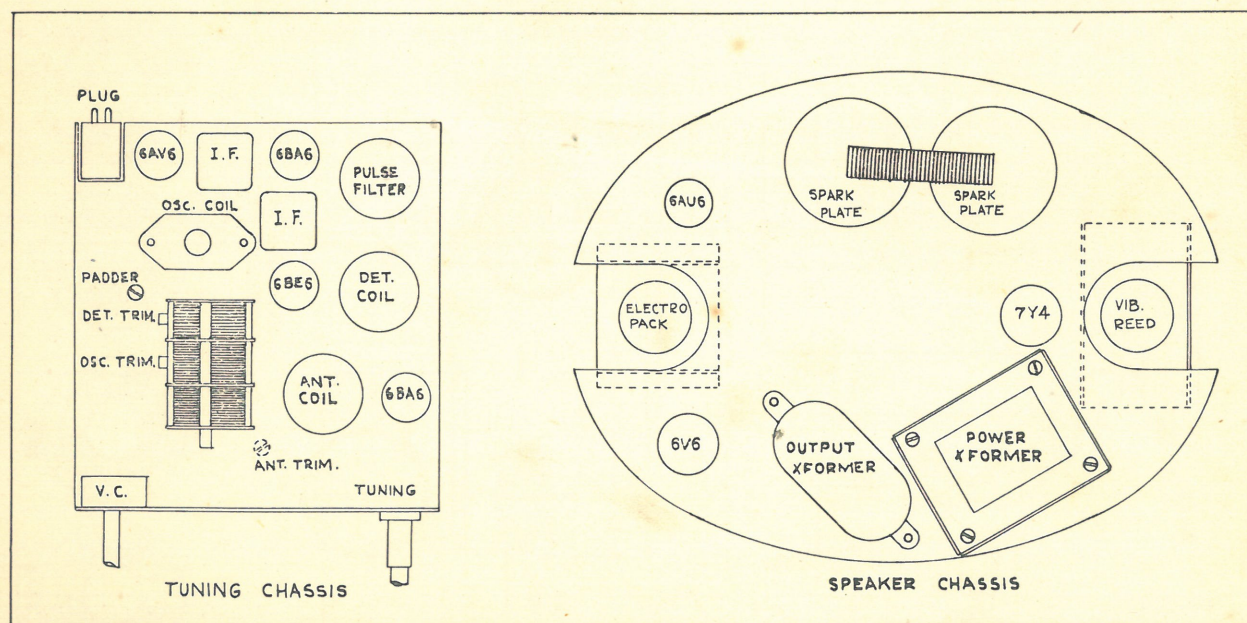 PLUG
6AV6
I.F.
6BA6
PULSE
FILTER
OSC. COIL
I.F.
PADDER
6BE6
DET.
COIL
DET. TRIM.
OSC. TRIM.
ANT.
COIL
6BA6
ANT. TRIM.
V.C.
TUNING
TUNING CHASSIS
6AU6
SPARK
PLATE
SPARK
PLATE
ELECTRO
PACK
7Y4
VIB.
REED
6V6
OUTPUT
XFORMER
POWER
XFORMER
SPEAKER CHASSIS